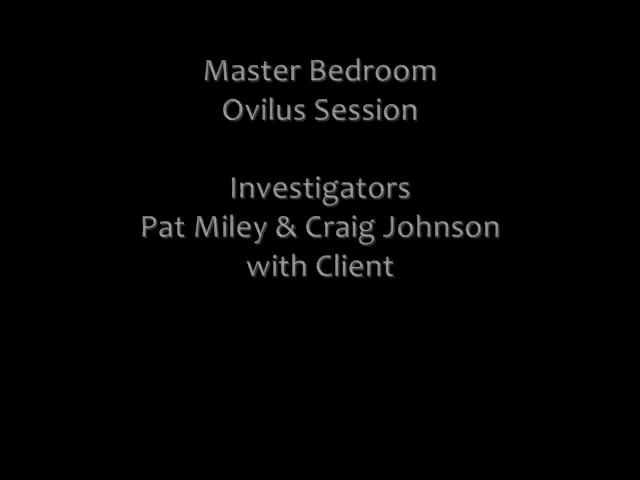 Master Bedroom
Ovilus Session
Investigators
Pat Miley & Craig Johnson
with Client